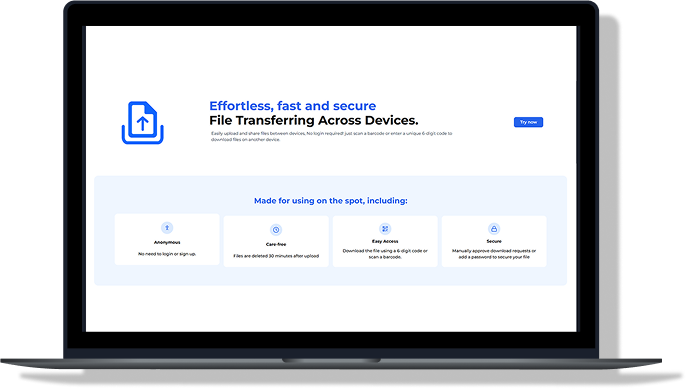 Effortless, fast and secure
File Transferring Across Devices.
Easily upload and share files between devices, No login required! just scan a barcode or enter a unique 6-digit code to
download files on another device.
Try now
Made for using on the spot, including:
Anonymous
No need to login or sign up.
Care-free
Files are deleted 30 minutes after upload
Easy Access
Download the file using a 6 digit code or
scan a barcode.
Secure
Manually approve download requests or
add a password to secure your file